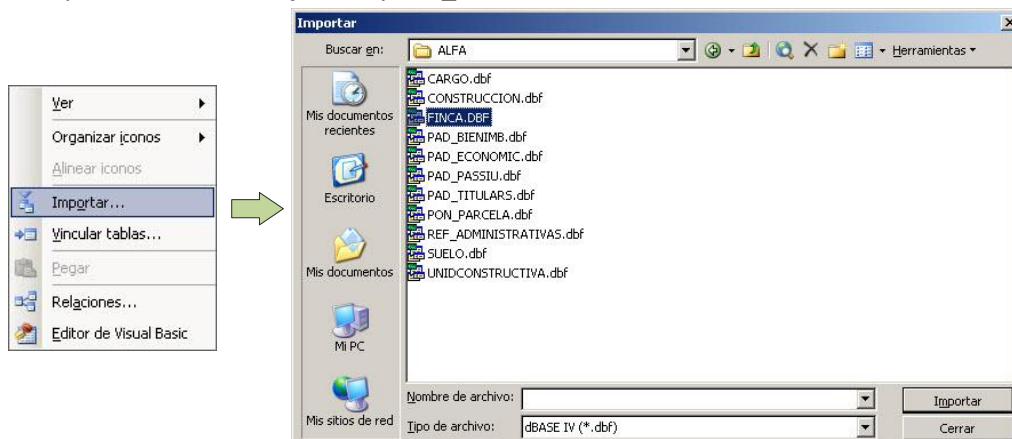 Importar
Buscar en:
ALFA
Herramientas
CARGO.dbf
CONSTRUCCION.dbf
FINCA.DBF
PAD_BIENIMB.dbf
PAD_ECONOMIC.dbf
PAD_PASSIU.dbf
PAD_TITULARS.dbf
PON_PARCELA.dbf
REF_ADMINISTRATIVAS.dbf
SUELO.dbf
UNIDCONSTRUCTIVA.dbf
Mis documentos
recientes
Escritorio
Mis documentos
Mi PC
Mis sitios de red
Ver
Organizar iconos
Alinear iconos
Importar...
Vincular tablas...
Pegar
Relaciones...
Editor de Visual Basic
Nombre de archivo:
Importar
Tipo de archivo:
dBASE IV (*.dbf)
Cerrar